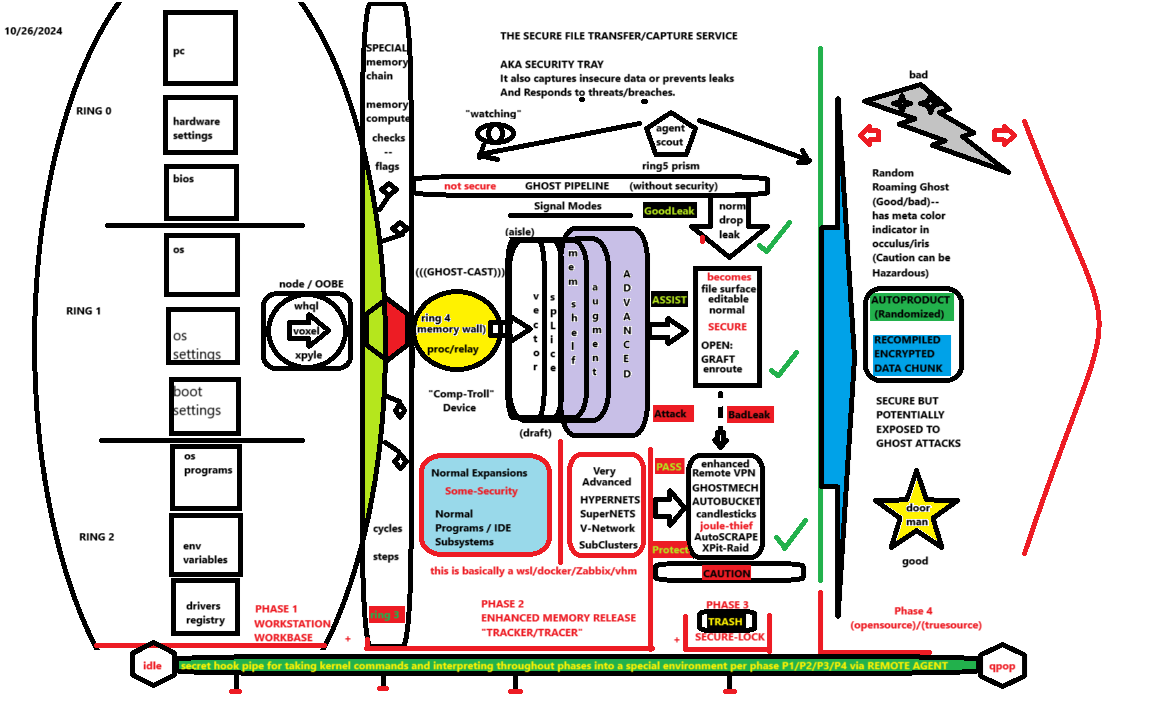 10/26/2024
RING 0
pc
hardware
settings
bios
RING 1
os
os
settings
boot
settings
RING 2
os
programs
env
variables
drivers
registry
node / OOBE
whql
voxel
xpyle
PHASE 1
WORKSTATION
WORKBASE
+
SPECIAL
memory
chain
memory
compute
checks
--
flags
cycles
steps
ring 3
THE SECURE FILE TRANSFER/CAPTURE SERVICE
AKA SECURITY TRAY
It also captures insecure data or prevents leaks
And Responds to threats/breaches.
"watching"
agent
scout
ring5 prism
not secure GHOST PIPELINE (without security)
Signal Modes
GoodLeak
norm
drop
leak
(aisle)
(((GHOST-CAST)))
ring 4
memory wall)
proc/relay
"Comp-Troll"
Device
vector
spLice
mem shelf
augment
ADVANCED
(draft)
ASSIST
becomes
file surface
editable
normal
SECURE
OPEN:
GRAFT
enroute
Attack
BadLeak
Normal Expansions
Some-Security
Normal
Programs / IDE
Subsystems
Very
Advanced
HYPERNETS
SuperNETS
V-Network
SubClusters
this is basically a wsl/docker/Zabbix/vhm
PASS
Protect
enhanced
Remote VPN
GHOSTMECH
AUTOBUCKET
candlesticks
joule-thief
AutoSCRAPE
XPit-Raid
CAUTION
PHASE 2
ENHANCED MEMORY RELEASE
"TRACKER/TRACER"
PHASE 3
TRASH
+ SECURE-LOCK
bad
Random
Roaming Ghost
(Good/bad)--
has meta color
indicator in
occulus/iris
(Caution can be
Hazardous)
AUTOPRODUCT
(Randomized)
RECOMPILED
ENCRYPTED
DATA CHUNK
SECURE BUT
POTENTIALLY
EXPOSED TO
GHOST ATTACKS
door
man
good
Phase 4
(opensource)/(truesource)
idle
secret hook pipe for taking kernel commands and interpreting throughout phases into a special environment per phase P1/P2/P3/P4 via REMOTE AGENT
qpop